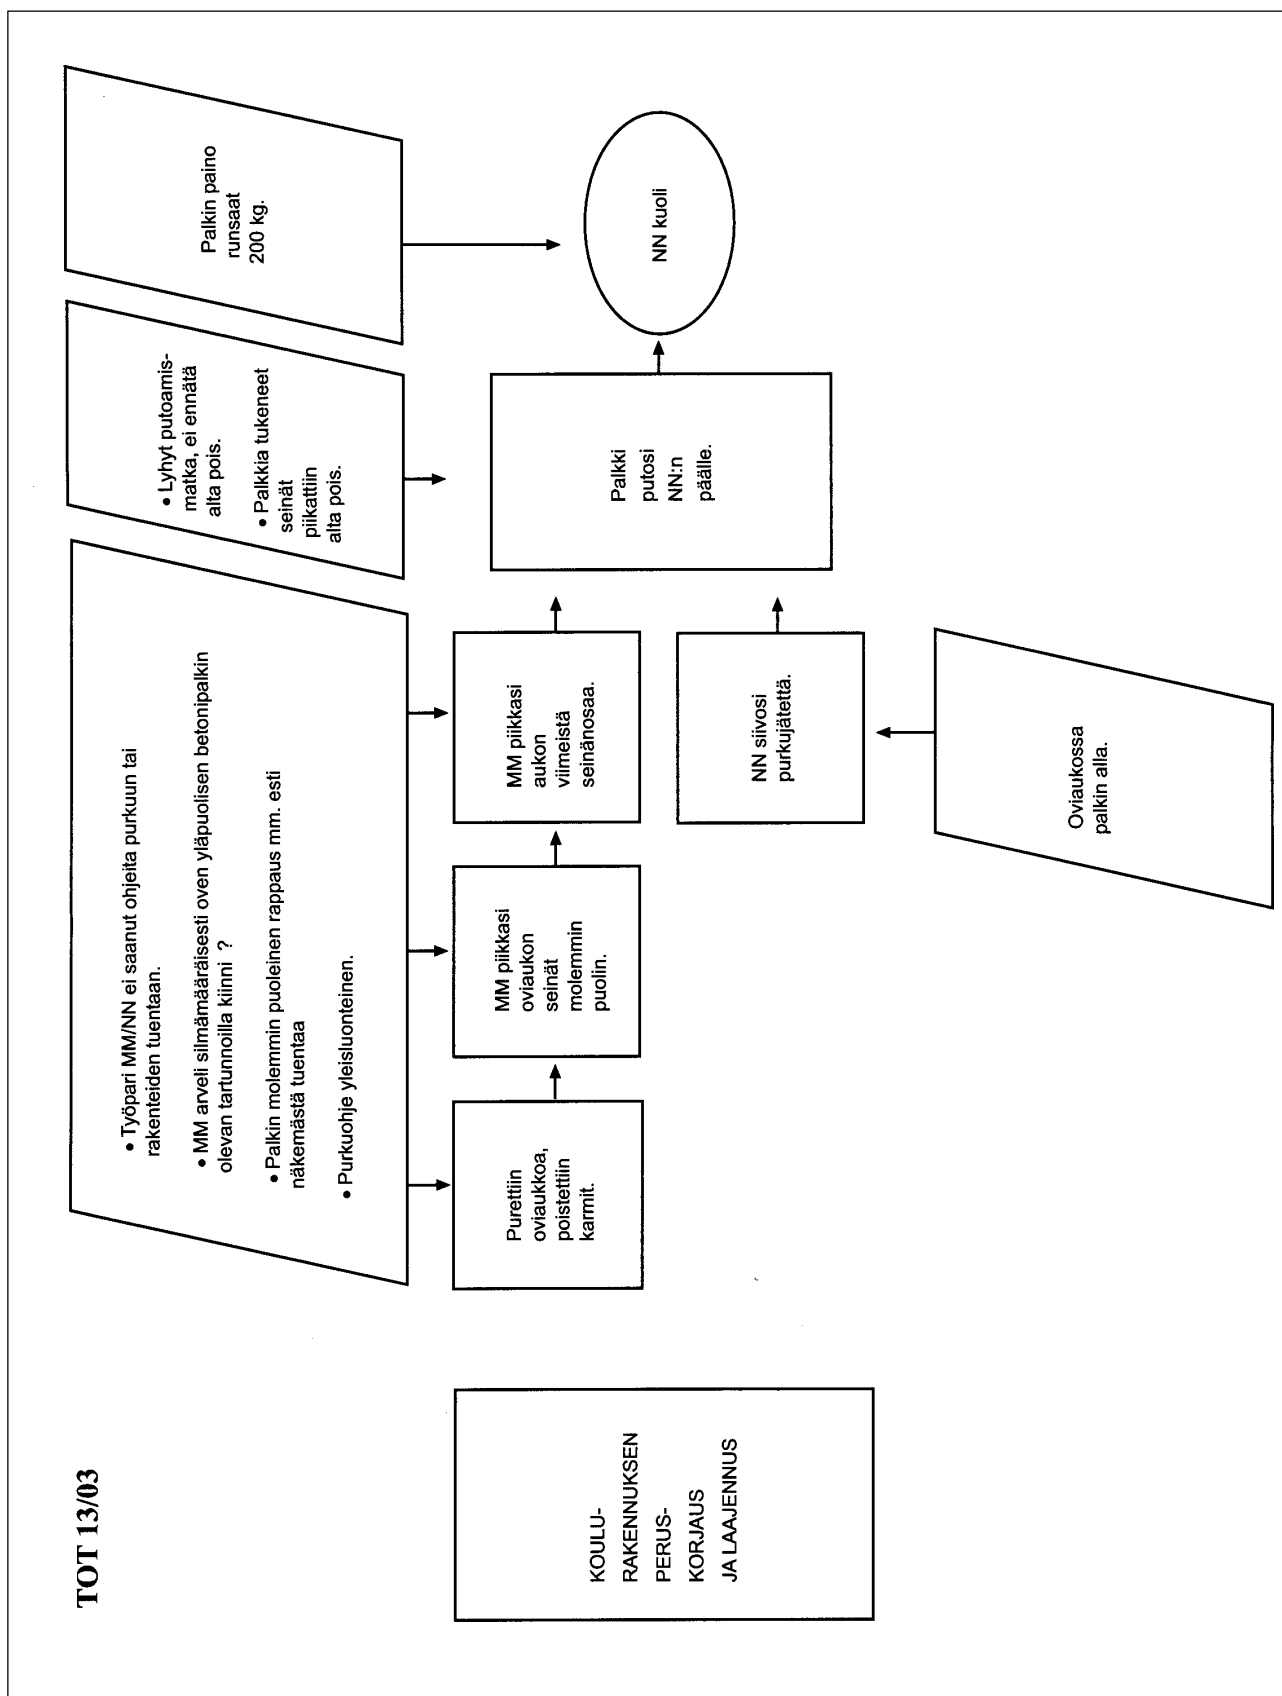 TOT 13/03
KOULU-
RAKENNUKSEN
PERUS-
KORJAUS
JA LAAJENNUS
• Työpari MM/NN ei saanut ohjeita purkuun tai
rakenteiden tuentaan.
• MM arveli silmämääräisesti oven yläpuolisen betonipalkin
olevan tartunnoilla kiinni ?
• Palkin molemmin puoleinen rappaus mm. esti
näkemästä tuentaa
• Purkuohje yleisluonteinen.
• Lyhyt putoamis-
matka, ei ennätä
alta pois.
• Palkkia tukeneet
seinät
piikattiin
alta pois.
Palkin paino
runsaat
200 kg.
Purettiin
oviaukkoa,
poistettiin
karmit.
MM piikkasi
oviaukon
seinät
molemmin
puolin.
MM piikkasi
aukon
viimeistä
seinänosaa.
NN siivosi
purkujätettä.
Palkki
putosi
NN:n
päälle.
NN kuoli
Oviaukossa
palkin alla.